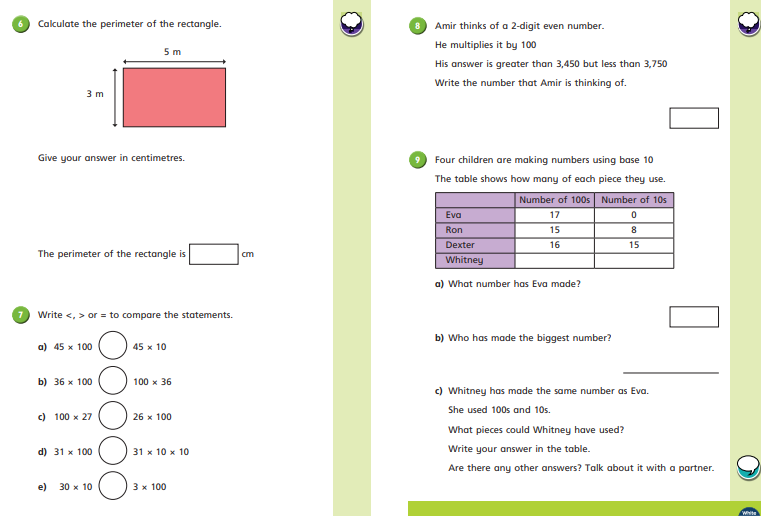 6 Calculate the perimeter of the rectangle.
5 m
3 m
Give your answer in centimetres.
The perimeter of the rectangle is cm
7 Write <, > or = to compare the statements.
a) 45 × 100 45 × 10
b) 36 × 100 100 × 36
c) 100 × 27 26 × 100
d) 31 × 100 31 × 10 × 10
e) 30 × 10 3 × 100
8 Amir thinks of a 2-digit even number.
He multiplies it by 100
His answer is greater than 3,450 but less than 3,750
Write the number that Amir is thinking of.
9 Four children are making numbers using base 10
The table shows how many of each piece they use.
Number of 100s Number of 10s
Eva 17 0
Ron 15 8
Dexter 16 15
Whitney
a) What number has Eva made?
b) Who has made the biggest number?
c) Whitney has made the same number as Eva.
She used 100s and 10s.
What pieces could Whitney have used?
Write your answer in the table.
Are there any other answers? Talk about it with a partner.
White